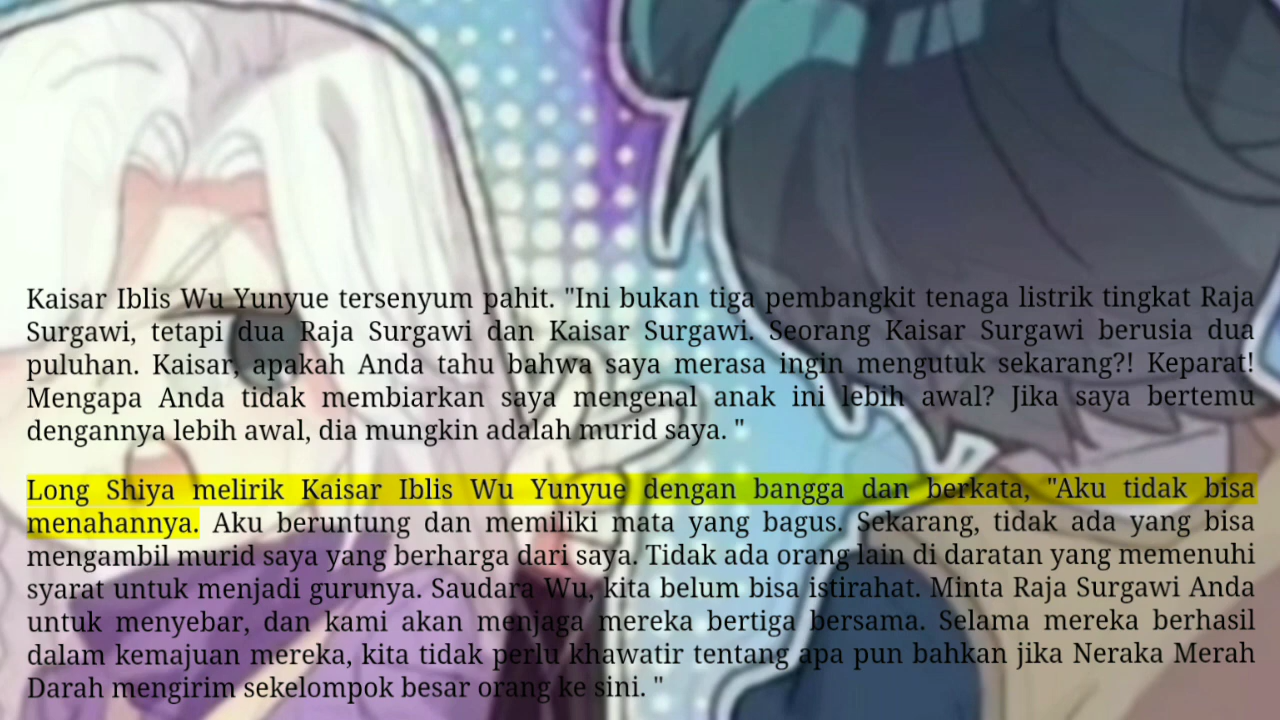 Kaisar Iblis Wu Yunyue tersenyum pahit. "Ini bukan tiga pembangkit tenaga listrik tingkat Raja
Surgawi, tetapi dua Raja Surgawi dan Kaisar Surgawi. Seorang Kaisar Surgawi berusia dua
puluhan. Kaisar, apakah Anda tahu bahwa saya merasa ingin mengutuk sekarang?! Keparat!
Mengapa Anda tidak membiarkan saya mengenal anak ini lebih awal? Jika saya bertemu
dengannya lebih awal, dia mungkin adalah murid saya. "
Long Shiya melirik Kaisar Iblis Wu Yunyue dengan bangga dan berkata, "Aku tidak bisa
menahannya. Aku beruntung dan memiliki mata yang bagus. Sekarang, tidak ada yang bisa
mengambil murid saya yang berharga dari saya. Tidak ada orang lain di daratan yang memenuhi
syarat untuk menjadi gurunya. Saudara Wu, kita belum bisa istirahat. Minta Raja Surgawi Anda
untuk menyebar, dan kami akan menjaga mereka bertiga bersama. Selama mereka berhasil
dalam kemajuan mereka, kita tidak perlu khawatir tentang apa pun bahkan jika Neraka Merah
Darah mengirim sekelompok besar orang ke sini. "